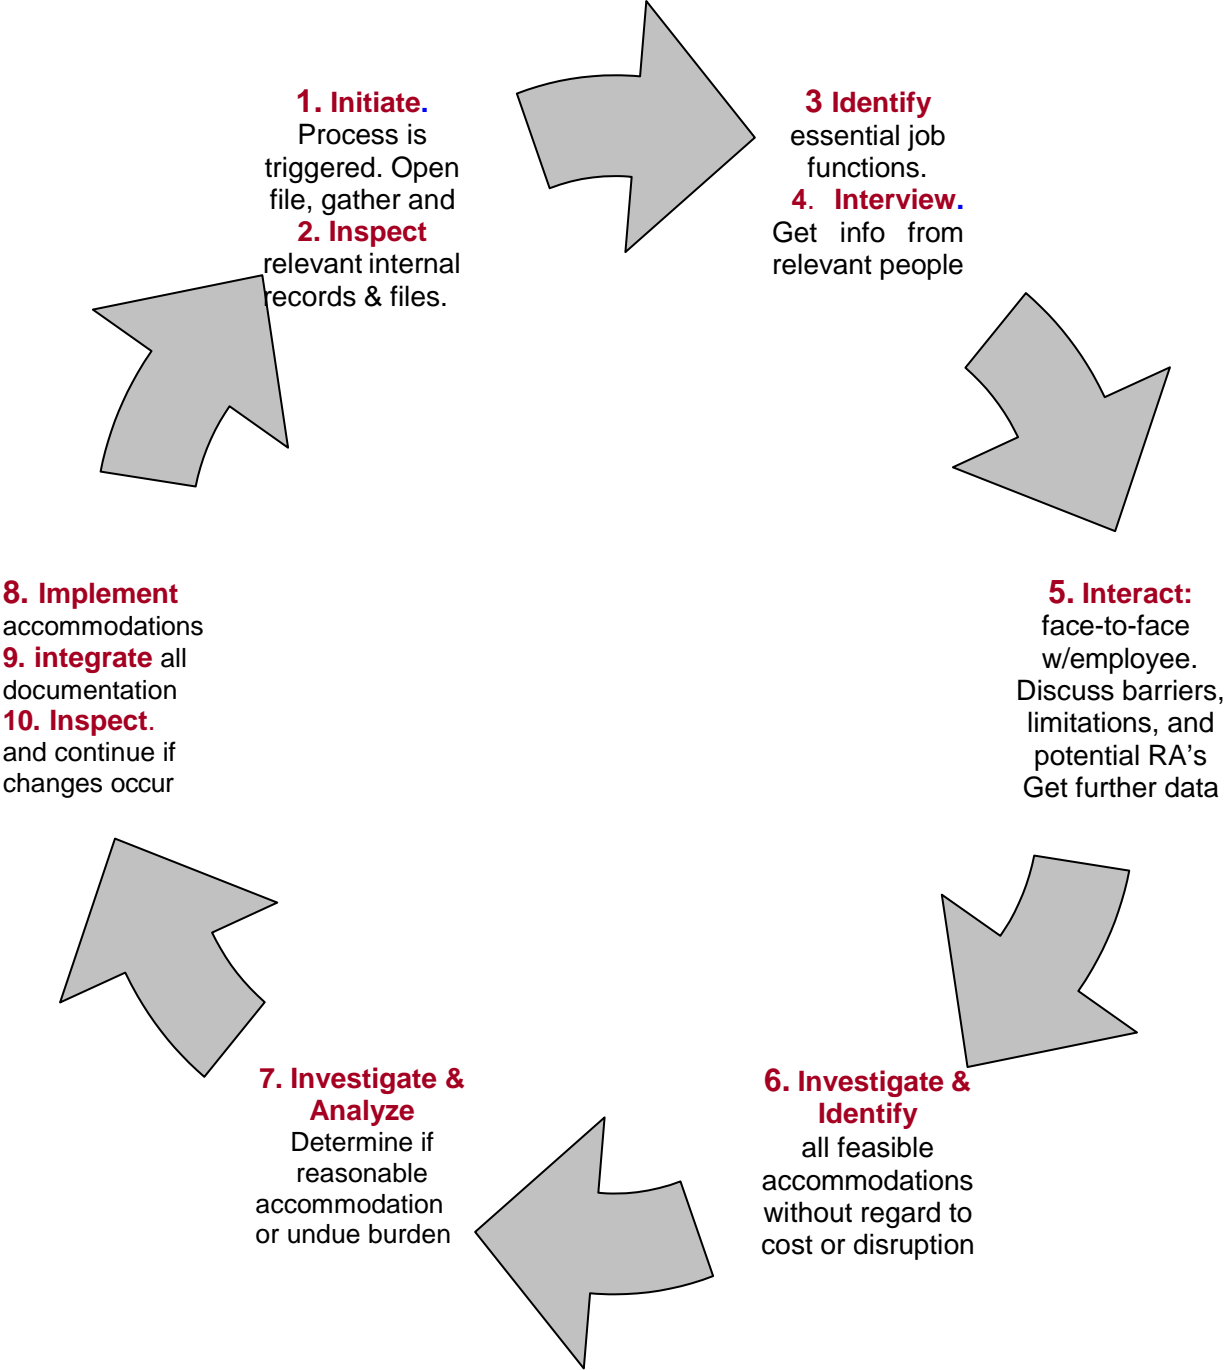 1. Initiate.
Process is
triggered. Open
file, gather and
2. Inspect
relevant internal
records & files.
3 Identify
essential job
functions.
4. Interview.
Get info from
relevant people
5. Interact:
face-to-face
w/employee.
Discuss barriers,
limitations, and
potential RA’s
Get further data
6. Investigate &
Identify
all feasible
accommodations
without regard to
cost or disruption
7. Investigate &
Analyze
Determine if
reasonable
accommodation
or undue burden
8. Implement
accommodations
9. integrate all
documentation
10. Inspect.
and continue if
changes occur